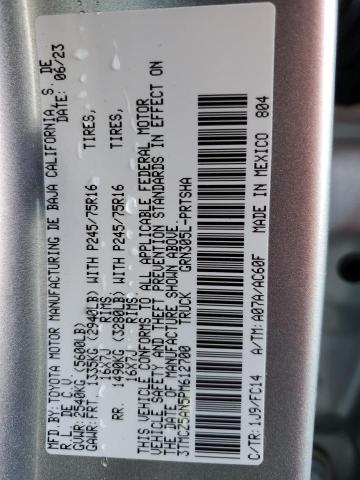 MFD.BY: TOYOTA MOTOR MANUFACTURING DE BAJA CALIFORNIA, S. DE
R.L. DE C.V. DATE: 06/23
GVWR: 2540KG (5600LB)
GAWR: FRT. 1335KG (2940LB) WITH P245/75R16 TIRES,
16X7J RIMS.
RR. 1490KG (3280LB) WITH P245/75R16 TIRES,
16X7J RIMS.
THIS VEHICLE CONFORMS TO ALL APPLICABLE FEDERAL MOTOR
VEHICLE SAFETY AND THEFT PREVENTION STANDARDS IN EFFECT ON
THE DATE OF MANUFACTURE SHOWN ABOVE.
3TMCZ5AN5PM612700 TRUCK GRN305L-PRTSHA
C/TR: 1J9/FC14 A/TM: A07A/AC60F MADE IN MEXICO 804